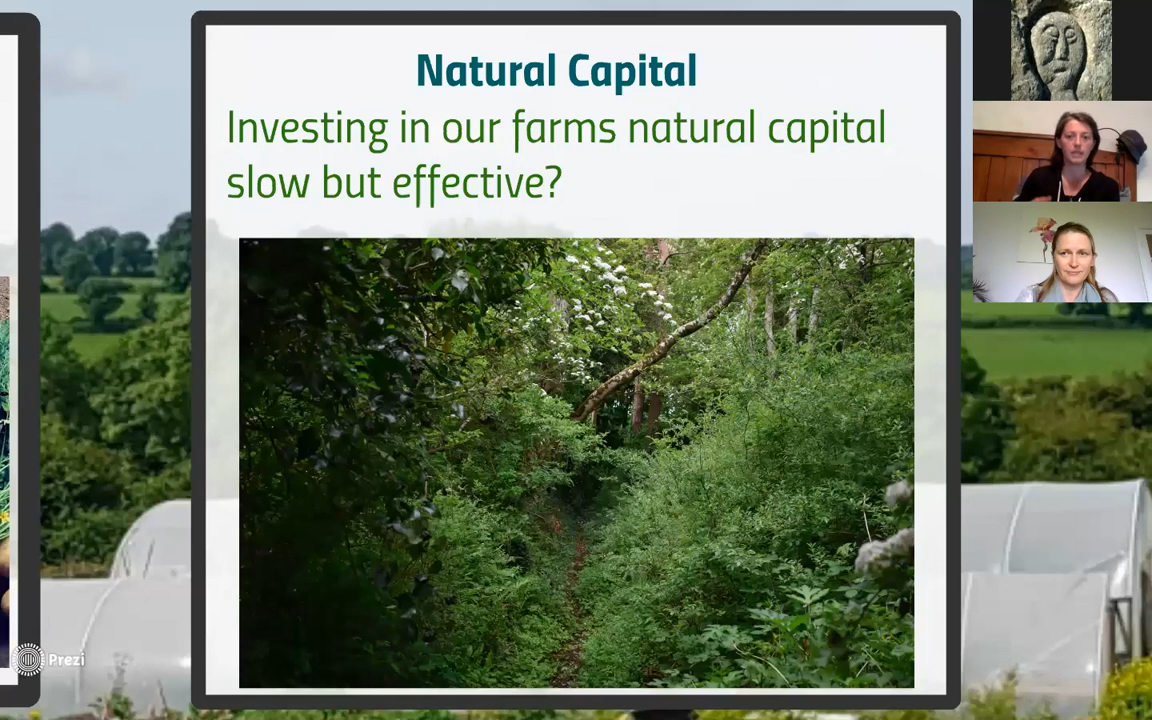 Natural Capital
Investing in our farms natural capital
slow but effective?
Prezi